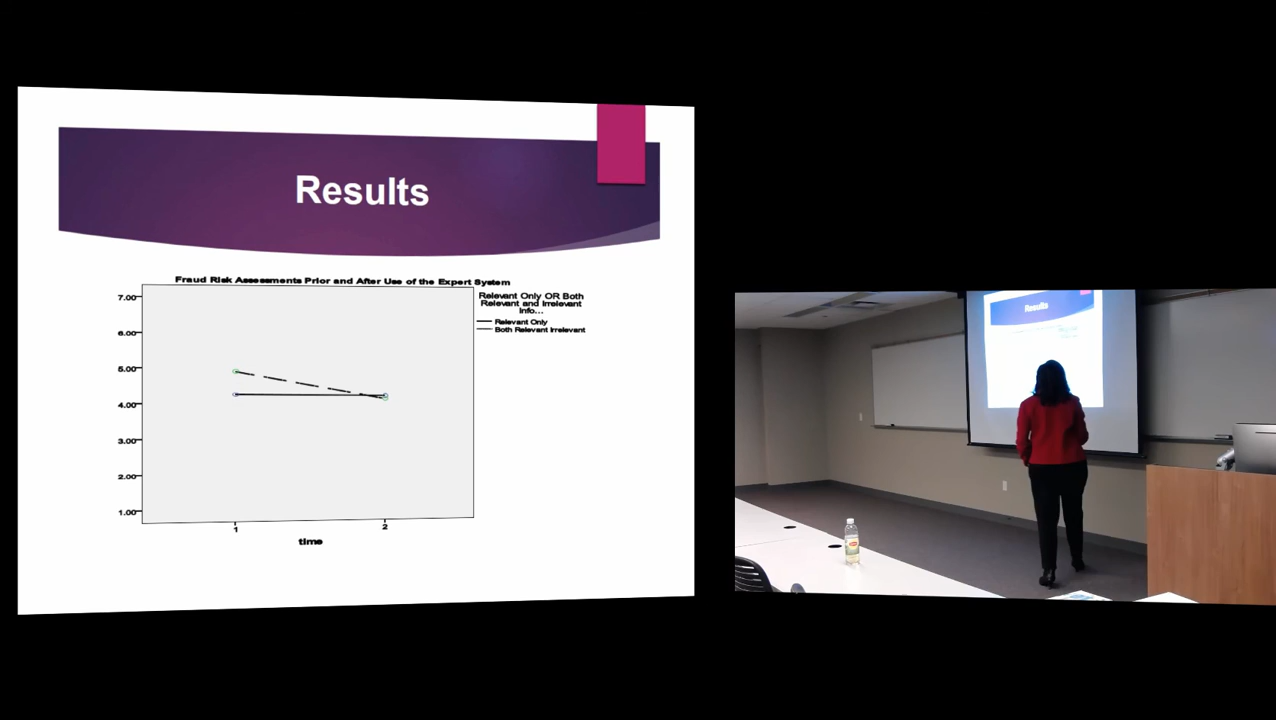 Results
Fraud Risk Assessments Prior and After Use of the Expert System
7.00
6.00
5.00
4.00
3.00
2.00
1.00
1
2
time
Relevant Only OR Both
Relevant and Irrelevant
Info...
Relevant Only
Both Relevant Irrelevant
Results